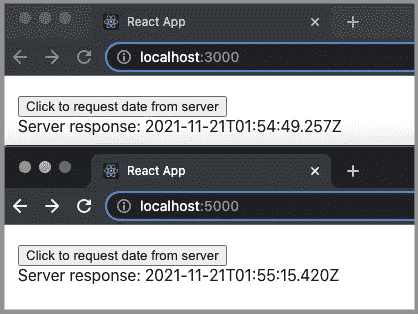 React App
localhost:3000
Click to request date from server
Server response: 2021-11-21T01:54:49.257Z
React App
localhost:5000
Click to request date from server
Server response: 2021-11-21T01:55:15.420Z